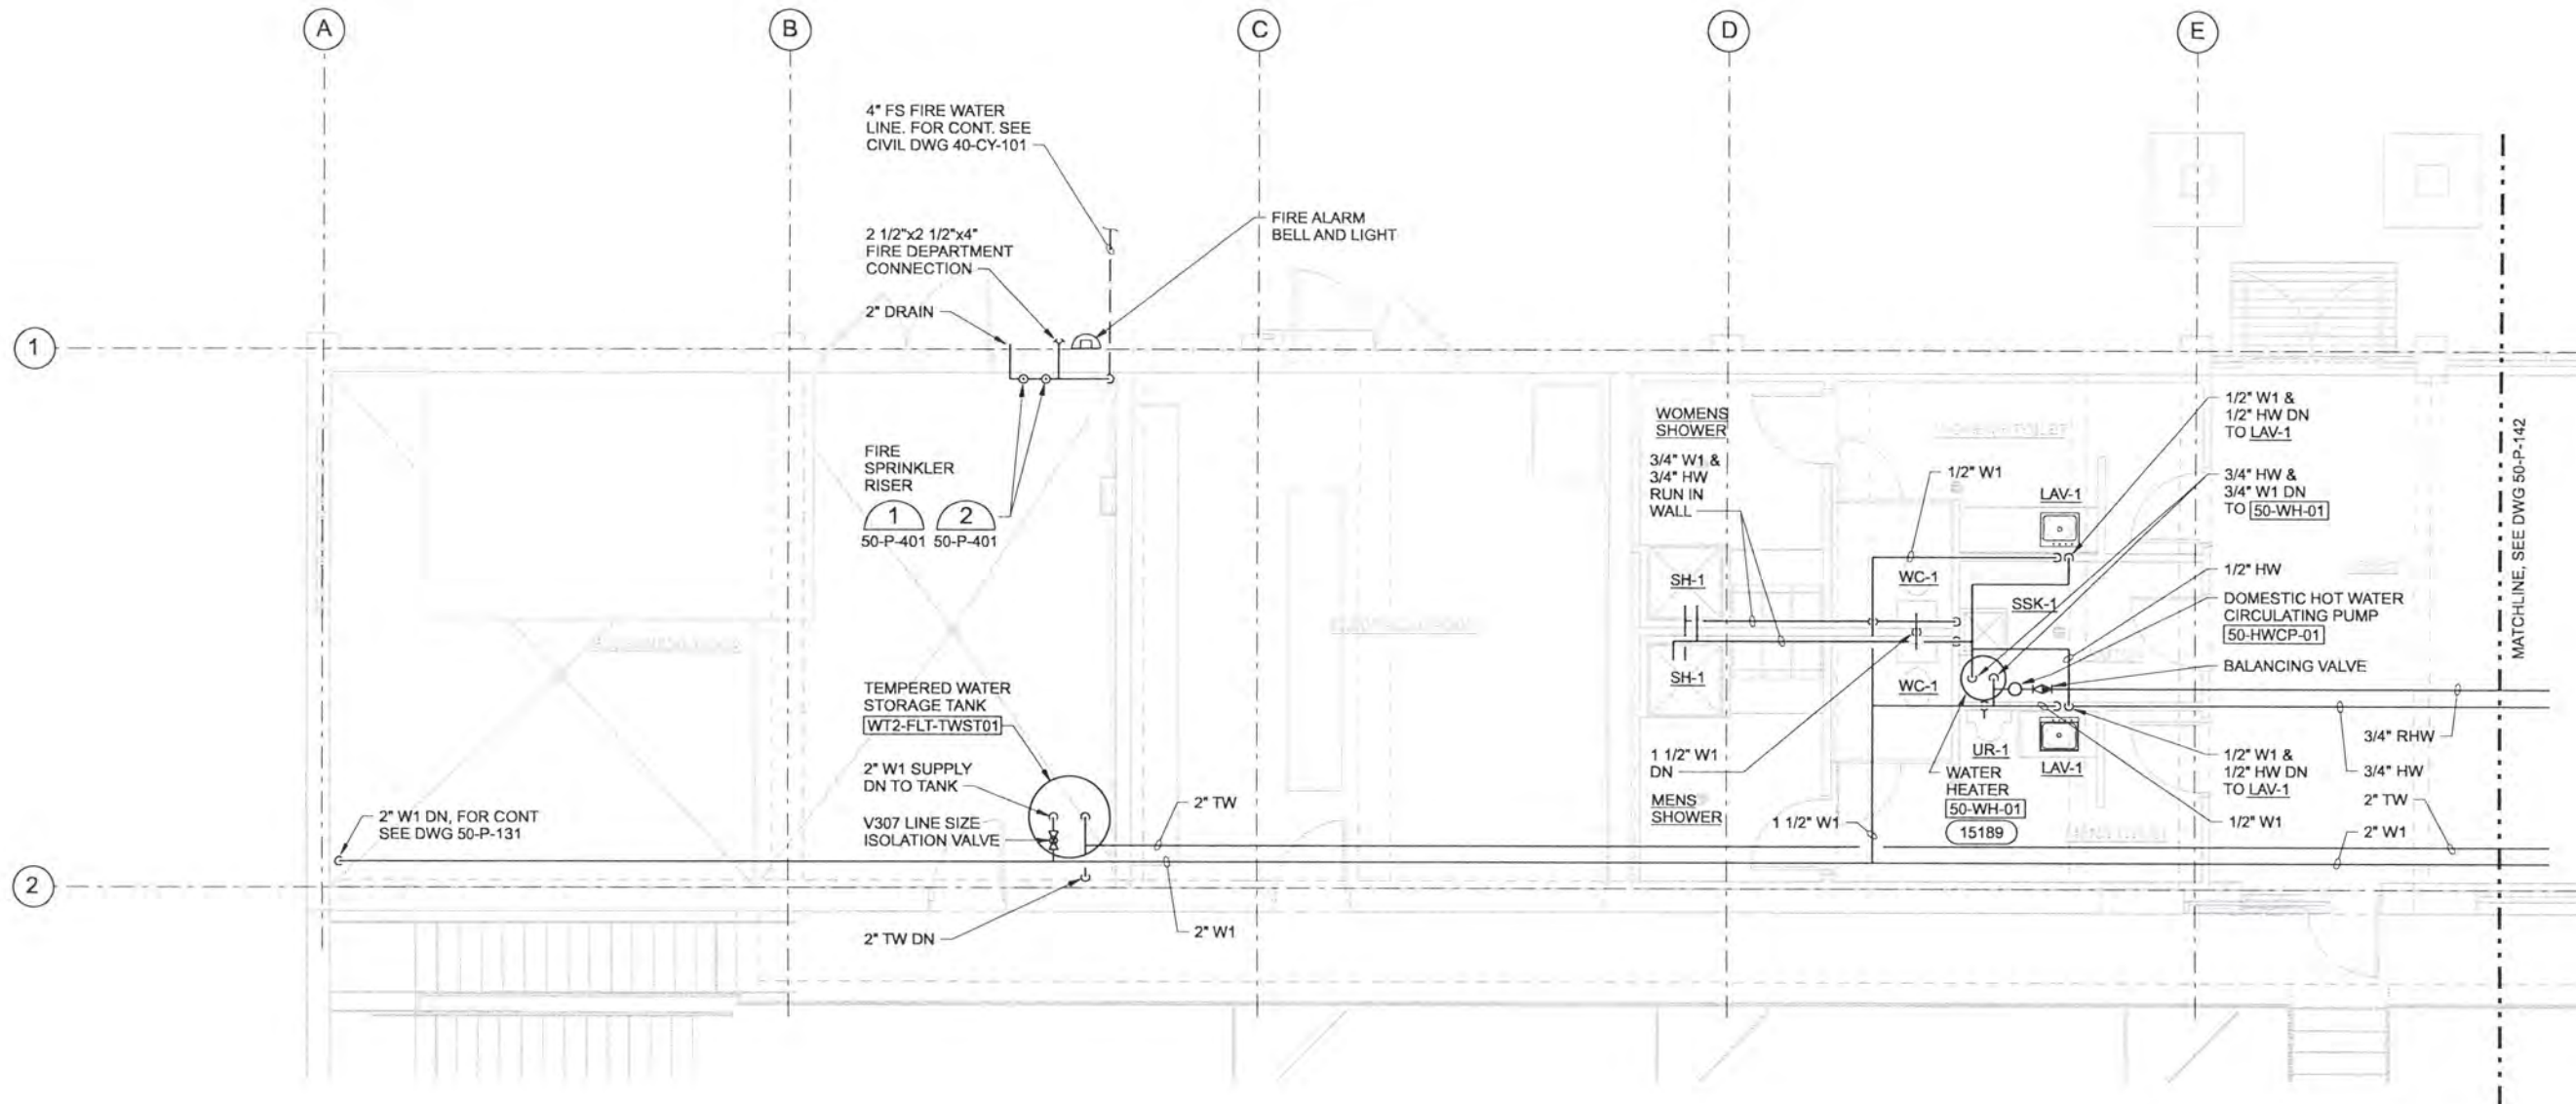 A
B
C
D
E
1
2
4" FS FIRE WATER
LINE. FOR CONT. SEE
CIVIL DWG 40-CY-101
2 1/2"x2 1/2"x4"
FIRE DEPARTMENT
CONNECTION
2" DRAIN
FIRE ALARM
BELL AND LIGHT
FIRE
SPRINKLER
RISER
1
50-P-401
2
50-P-401
TEMPERED WATER
STORAGE TANK
WT2-FLT-TWST01
2" W1 SUPPLY
DN TO TANK
V307 LINE SIZE
ISOLATION VALVE
2" W1 DN, FOR CONT
SEE DWG 50-P-131
2" TW DN
2" TW
2" W1
WOMENS
SHOWER
3/4" W1 &
3/4" HW
RUN IN
WALL
SH-1
SH-1
1 1/2" W1
DN
MENS
SHOWER
1 1/2" W1
1/2" W1
WC-1
WC-1
LAV-1
SSK-1
UR-1
LAV-1
WATER
HEATER
50-WH-01
15189
1/2" W1 &
1/2" HW DN
TO LAV-1
3/4" HW &
3/4" W1 DN
TO 50-WH-01
1/2" HW
DOMESTIC HOT WATER
CIRCULATING PUMP
50-HWCP-01
BALANCING VALVE
1/2" W1 &
1/2" HW DN
TO LAV-1
1/2" W1
3/4" RHW
3/4" HW
2" TW
2" W1
MATCHLINE, SEE DWG 50-P-142